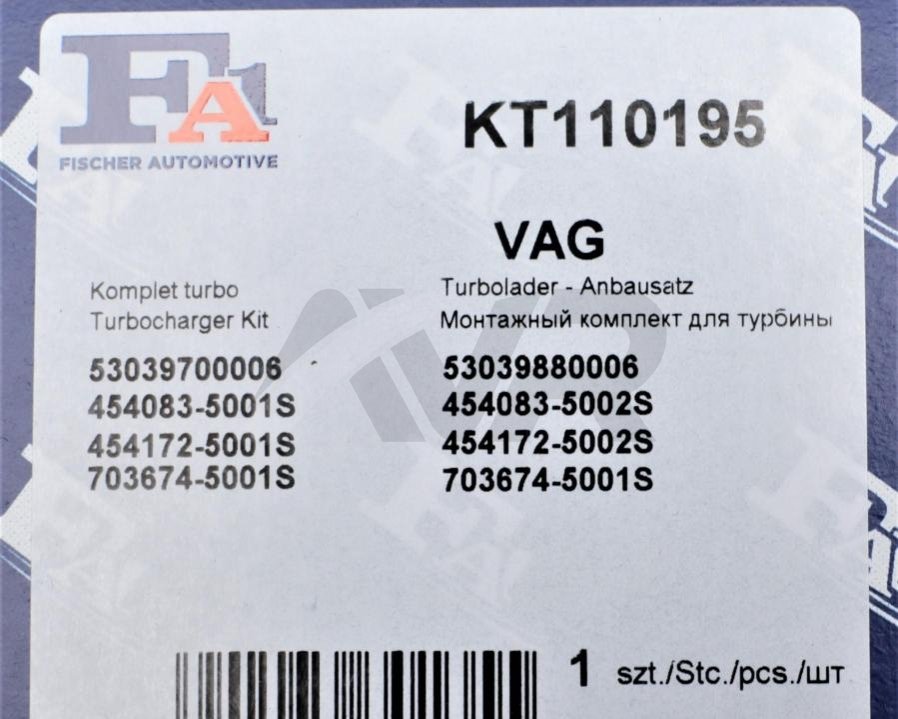 FA1
FISCHER AUTOMOTIVE
KT110195
VAG
Komplet turbo
Turbocharger Kit
Turbolader - Anbausatz
Монтажный комплект для турбины
53039700006 53039880006
454083-5001S 454083-5002S
454172-5001S 454172-5002S
703674-5001S 703674-5001S
1 szt./Stc./pcs./шт